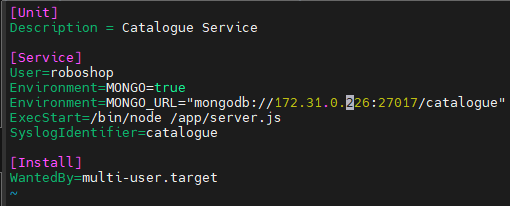 [Unit]
Description = Catalogue Service

[Service]
User=roboshop
Environment=MONGO=true
Environment=MONGO_URL="mongodb://172.31.0.226:27017/catalogue"
ExecStart=/bin/node /app/server.js
SyslogIdentifier=catalogue

[Install]
WantedBy=multi-user.target
~